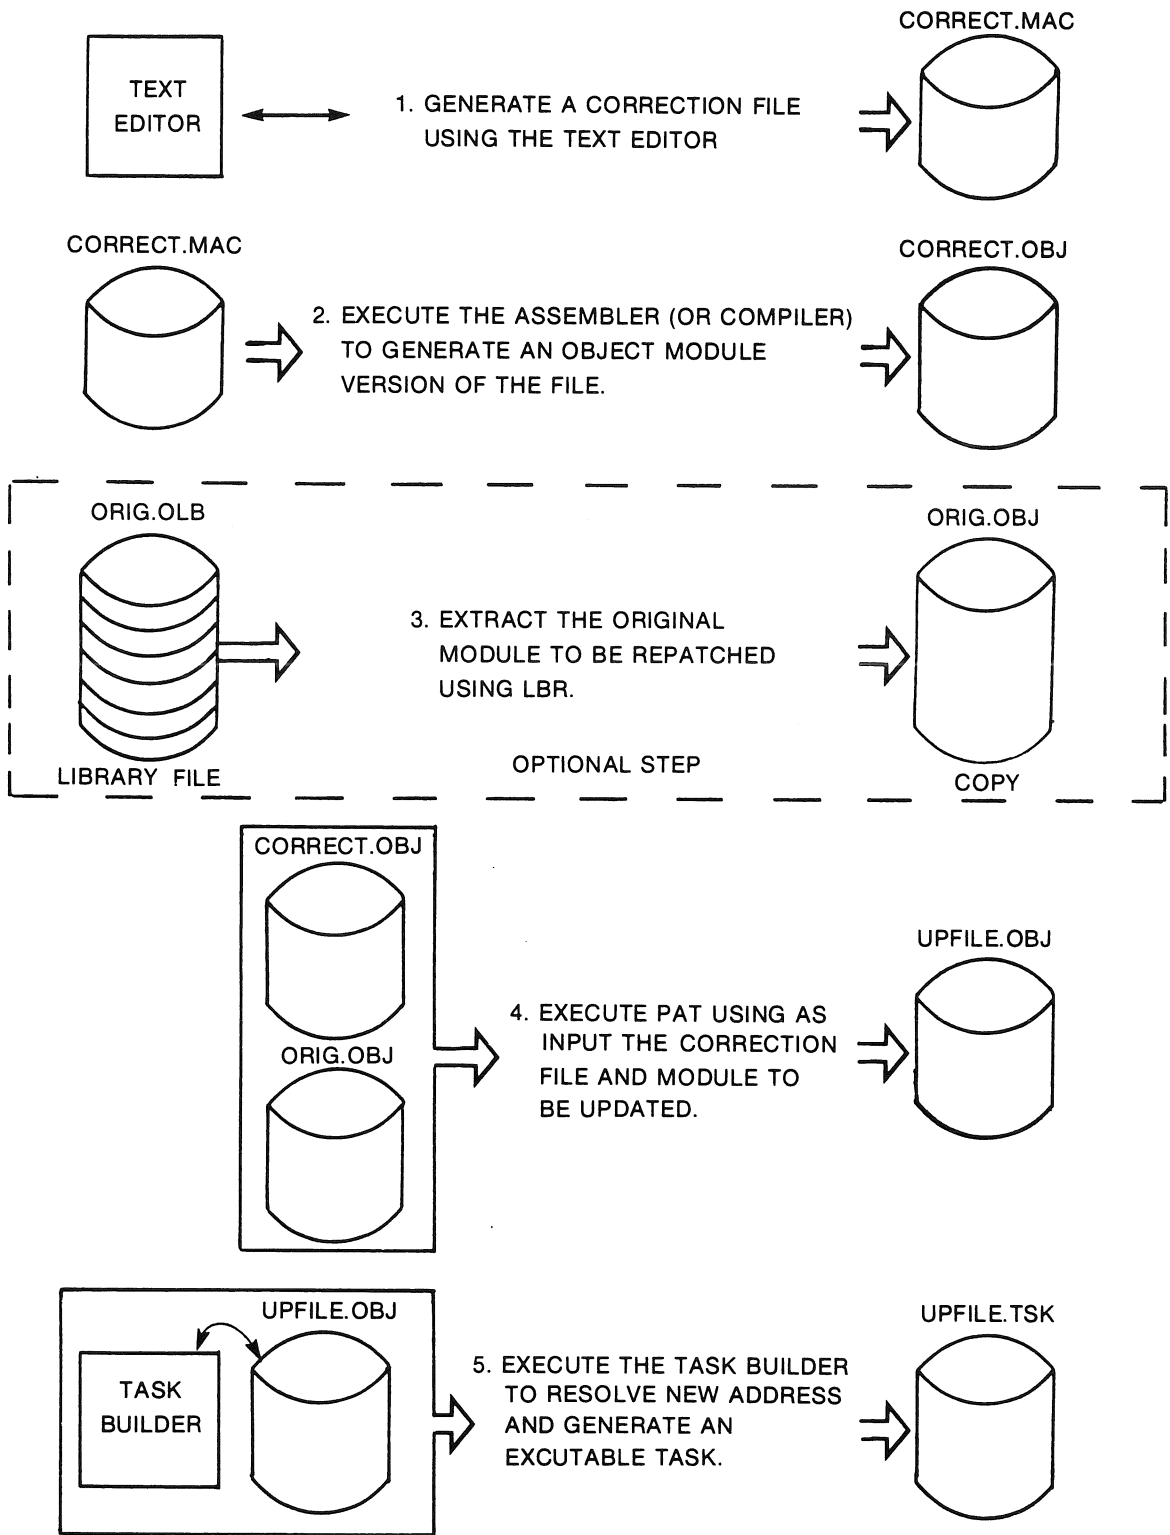 CORRECT.MAC
TEXT
EDITOR
1. GENERATE A CORRECTION FILE
USING THE TEXT EDITOR
CORRECT.MAC
CORRECT.OBJ
2. EXECUTE THE ASSEMBLER (OR COMPILER)
TO GENERATE AN OBJECT MODULE
VERSION OF THE FILE.
ORIG.OLB
ORIG.OBJ
3. EXTRACT THE ORIGINAL
MODULE TO BE REPATCHED
USING LBR.
OPTIONAL STEP
LIBRARY FILE
COPY
CORRECT.OBJ
ORIG.OBJ
UPFILE.OBJ
4. EXECUTE PAT USING AS
INPUT THE CORRECTION
FILE AND MODULE TO
BE UPDATED.
UPFILE.OBJ
TASK
BUILDER
UPFILE.TSK
5. EXECUTE THE TASK BUILDER
TO RESOLVE NEW ADDRESS
AND GENERATE AN
EXCUTABLE TASK.